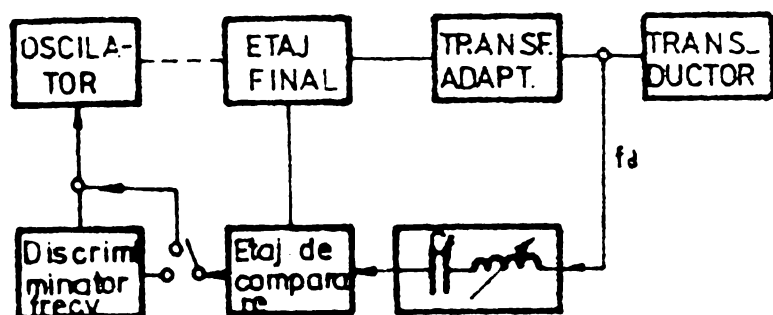 OSCILA-
TOR
ETAJ
FINAL
TRANSF.
ADAPT.
TRANS_
DUCTOR
fd
Discrim
minator
frecv
Etaj de
compara
re